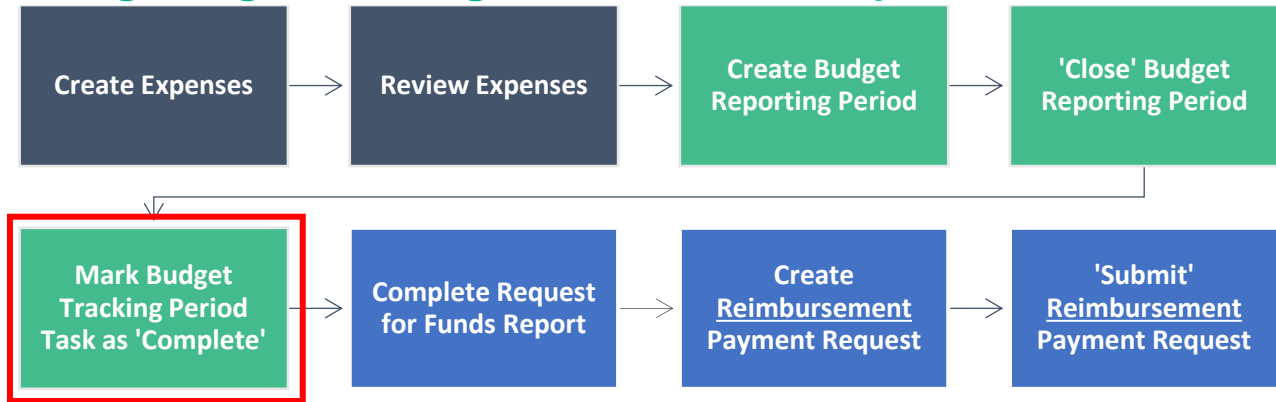 Create Expenses
Review Expenses
Create Budget
Reporting Period
'Close' Budget
Reporting Period
Mark Budget
Tracking Period
Task as 'Complete'
Complete Request
for Funds Report
Create
Reimbursement
Payment Request
'Submit'
Reimbursement
Payment Request